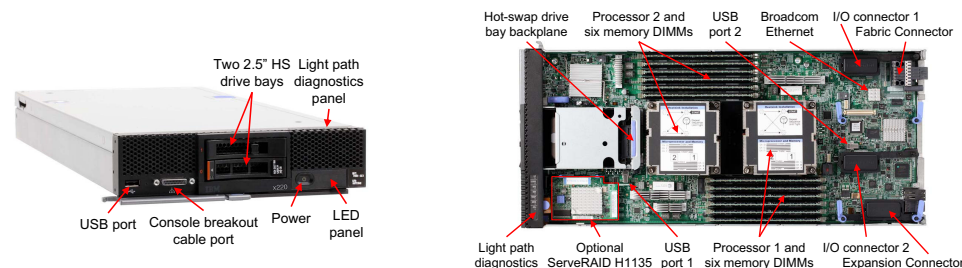 Two 2.5” HS
drive bays
Light path
diagnostics
panel
x220
USB port
Console breakout
cable port
Power
LED
panel
Hot-swap drive
bay backplane
Processor 2 and
six memory DIMMs
USB
port 2
Broadcom
Ethernet
I/O connector 1
Fabric Connector
2 1
Light path
diagnostics
Optional
ServeRAID H1135
USB
port 1
Processor 1 and
six memory DIMMs
I/O connector 2
Expansion Connector